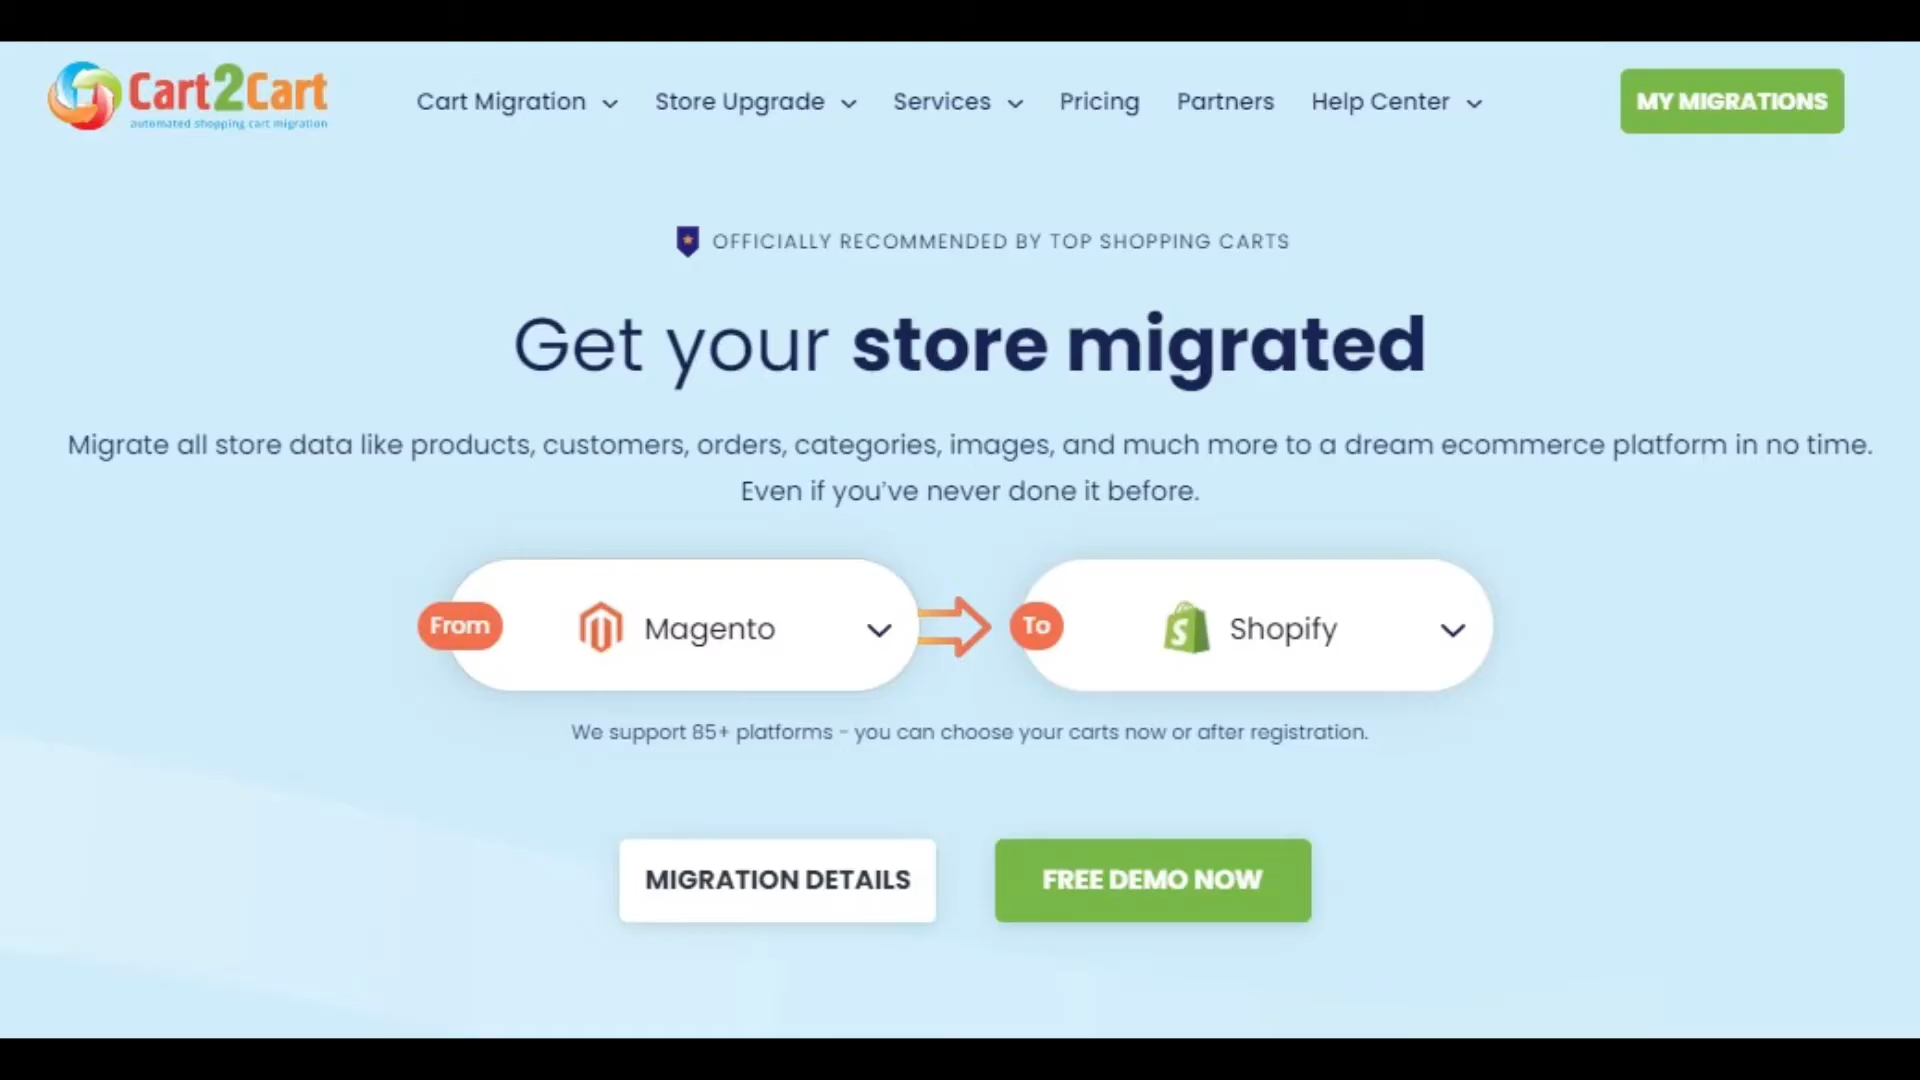 Cart2Cart
automated shopping cart migration
Cart Migration
Store Upgrade
Services
Pricing
Partners
Help Center
MY MIGRATIONS
OFFICIALLY RECOMMENDED BY TOP SHOPPING CARTS
Get your store migrated
Migrate all store data like products, customers, orders, categories, images, and much more to a dream ecommerce platform in no time.
Even if you've never done it before.
From
Magento
To
Shopify
We support 85+ platforms - you can choose your carts now or after registration.
MIGRATION DETAILS
FREE DEMO NOW